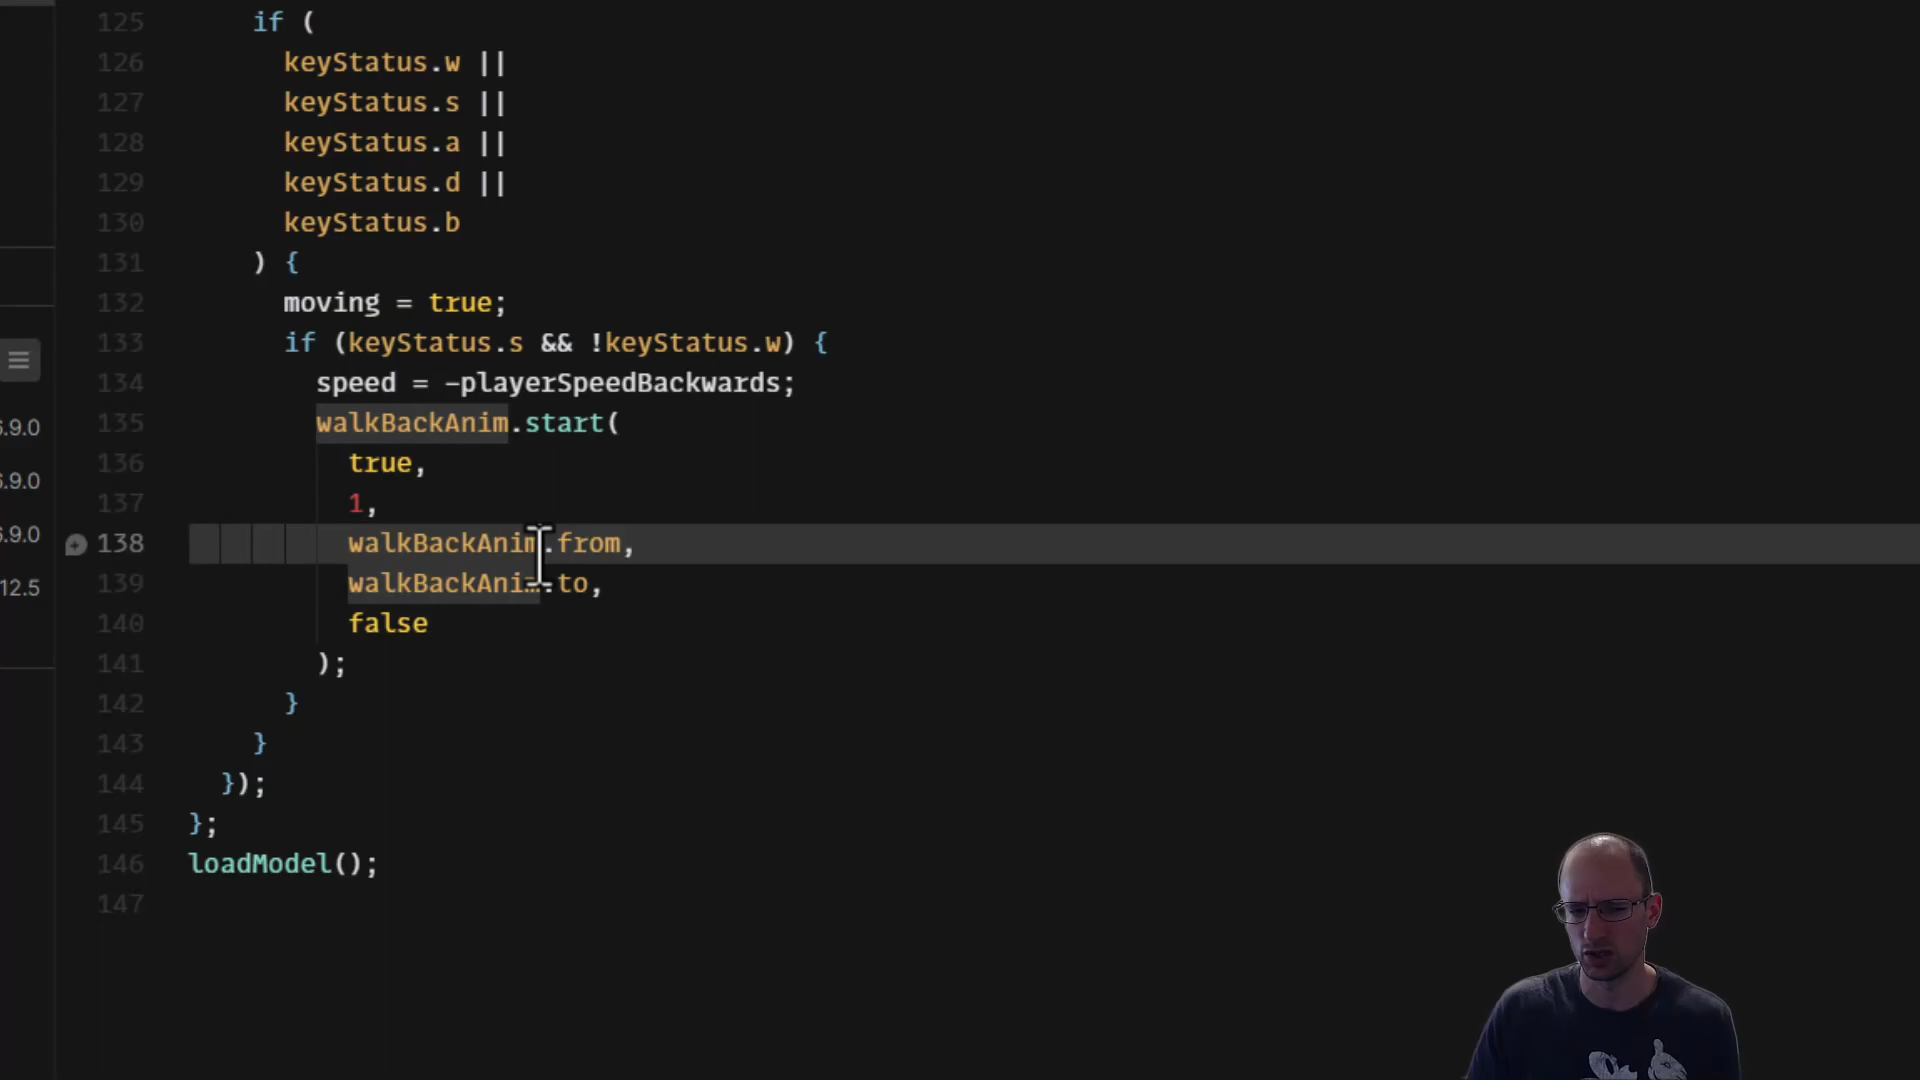 125 if (
126 keyStatus.w ||
127 keyStatus.s ||
128 keyStatus.a ||
129 keyStatus.d ||
130 keyStatus.b
131 ) {
132 moving = true;
133 if (keyStatus.s && !keyStatus.w) {
134 speed = -playerSpeedBackwards;
135 walkBackAnim.start(
136 true,
137 1,
138 walkBackAnim.from,
139 walkBackAnim.to,
140 false
141 );
142 }
143 }
144 });
145 };
146 loadModel();
147
.9.0
.9.0
.9.0
12.5